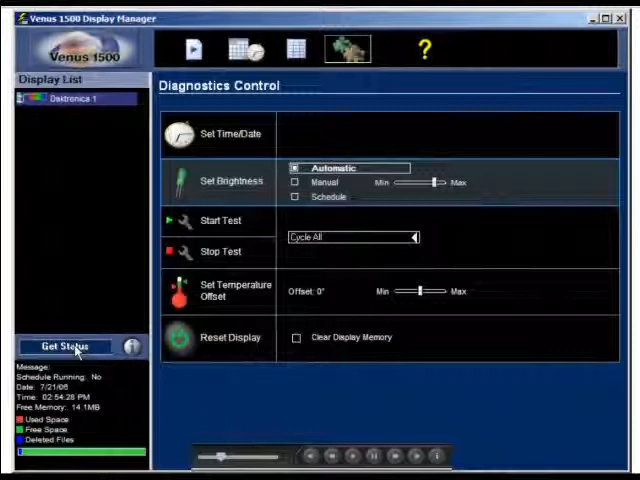 Venus 1500 Display Manager
Venus 1500
?
Display List
Daktronics 1
Diagnostics Control
Set Time/Date
Set Brightness
Automatic
Manual Min Max
Schedule
Start Test
Stop Test
Cycle All
Set Temperature
Offset
Offset: 0° Min Max
Reset Display
Clear Display Memory
Get Status
Message:
Schedule Running: No
Date: 7/21/06
Time: 02:54:28 PM
Free Memory: 14.1MB
Used Space
Free Space
Deleted Files